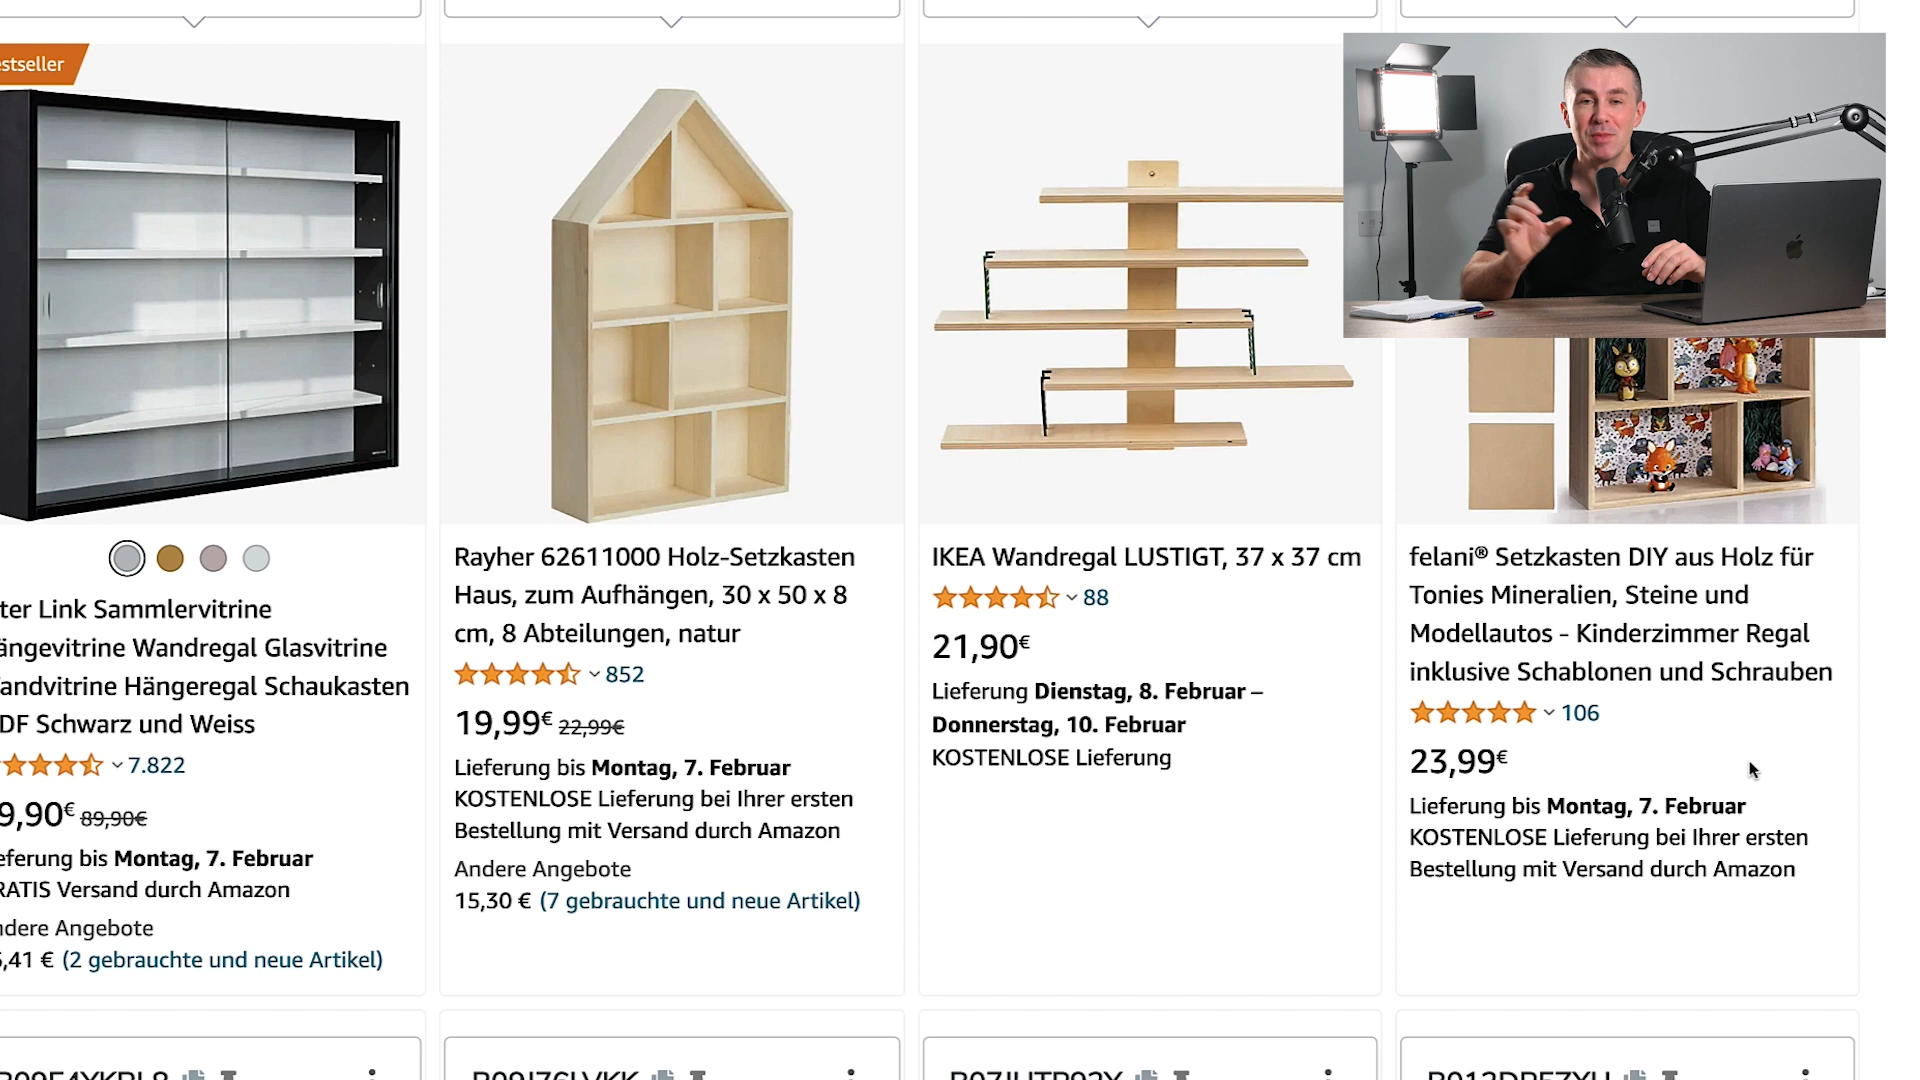 estseller
ter Link Sammlervitrine
ängevitrine Wandregal Glasvitrine
andvitrine Hängeregal Schaukasten
DF Schwarz und Weiss
7.822
9,90€ 89,90€
eferung bis Montag, 7. Februar
RATIS Versand durch Amazon
ndere Angebote
5,41 € (2 gebrauchte und neue Artikel)
Rayher 62611000 Holz-Setzkasten
Haus, zum Aufhängen, 30 x 50 x 8
cm, 8 Abteilungen, natur
852
19,99€ 22,99€
Lieferung bis Montag, 7. Februar
KOSTENLOSE Lieferung bei Ihrer ersten
Bestellung mit Versand durch Amazon
Andere Angebote
15,30 € (7 gebrauchte und neue Artikel)
IKEA Wandregal LUSTIGT, 37 x 37 cm
88
21,90€
Lieferung Dienstag, 8. Februar –
Donnerstag, 10. Februar
KOSTENLOSE Lieferung
felani® Setzkasten DIY aus Holz für
Tonies Mineralien, Steine und
Modellautos - Kinderzimmer Regal
inklusive Schablonen und Schrauben
106
23,99€
Lieferung bis Montag, 7. Februar
KOSTENLOSE Lieferung bei Ihrer ersten
Bestellung mit Versand durch Amazon